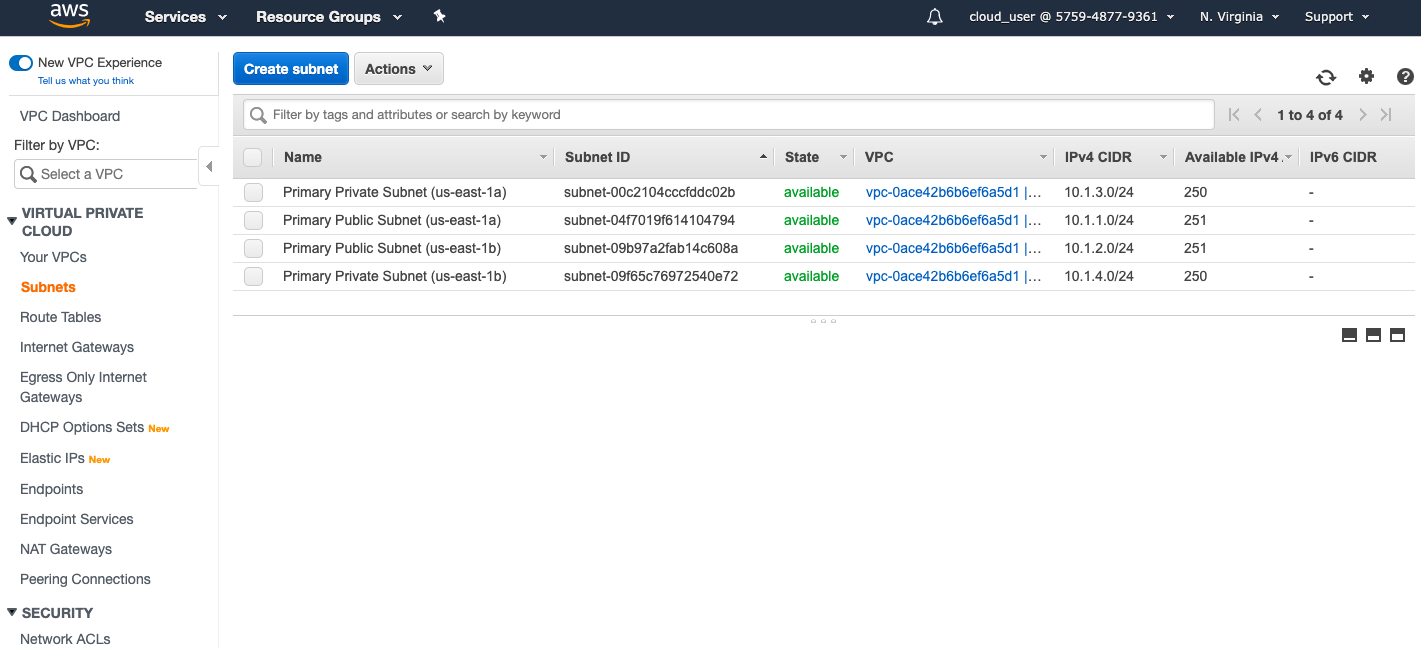 aws
Services
Resource Groups
cloud_user @ 5759-4877-9361
N. Virginia
Support
New VPC Experience
Tell us what you think
VPC Dashboard
Filter by VPC:
Select a VPC
VIRTUAL PRIVATE
CLOUD
Your VPCs
Subnets
Route Tables
Internet Gateways
Egress Only Internet
Gateways
DHCP Options Sets New
Elastic IPs New
Endpoints
Endpoint Services
NAT Gateways
Peering Connections
SECURITY
Network ACLs
Create subnet Actions
Filter by tags and attributes or search by keyword
1 to 4 of 4
Name Subnet ID State VPC IPv4 CIDR Available IPv4 IPv6 CIDR
Primary Private Subnet (us-east-1a) subnet-00c2104cccfddc02b available vpc-0ace42b6b6ef6a5d1 |... 10.1.3.0/24 250 -
Primary Public Subnet (us-east-1a) subnet-04f7019f614104794 available vpc-0ace42b6b6ef6a5d1 |... 10.1.1.0/24 251 -
Primary Public Subnet (us-east-1b) subnet-09b97a2fab14c608a available vpc-0ace42b6b6ef6a5d1 |... 10.1.2.0/24 251 -
Primary Private Subnet (us-east-1b) subnet-09f65c76972540e72 available vpc-0ace42b6b6ef6a5d1 |... 10.1.4.0/24 250 -